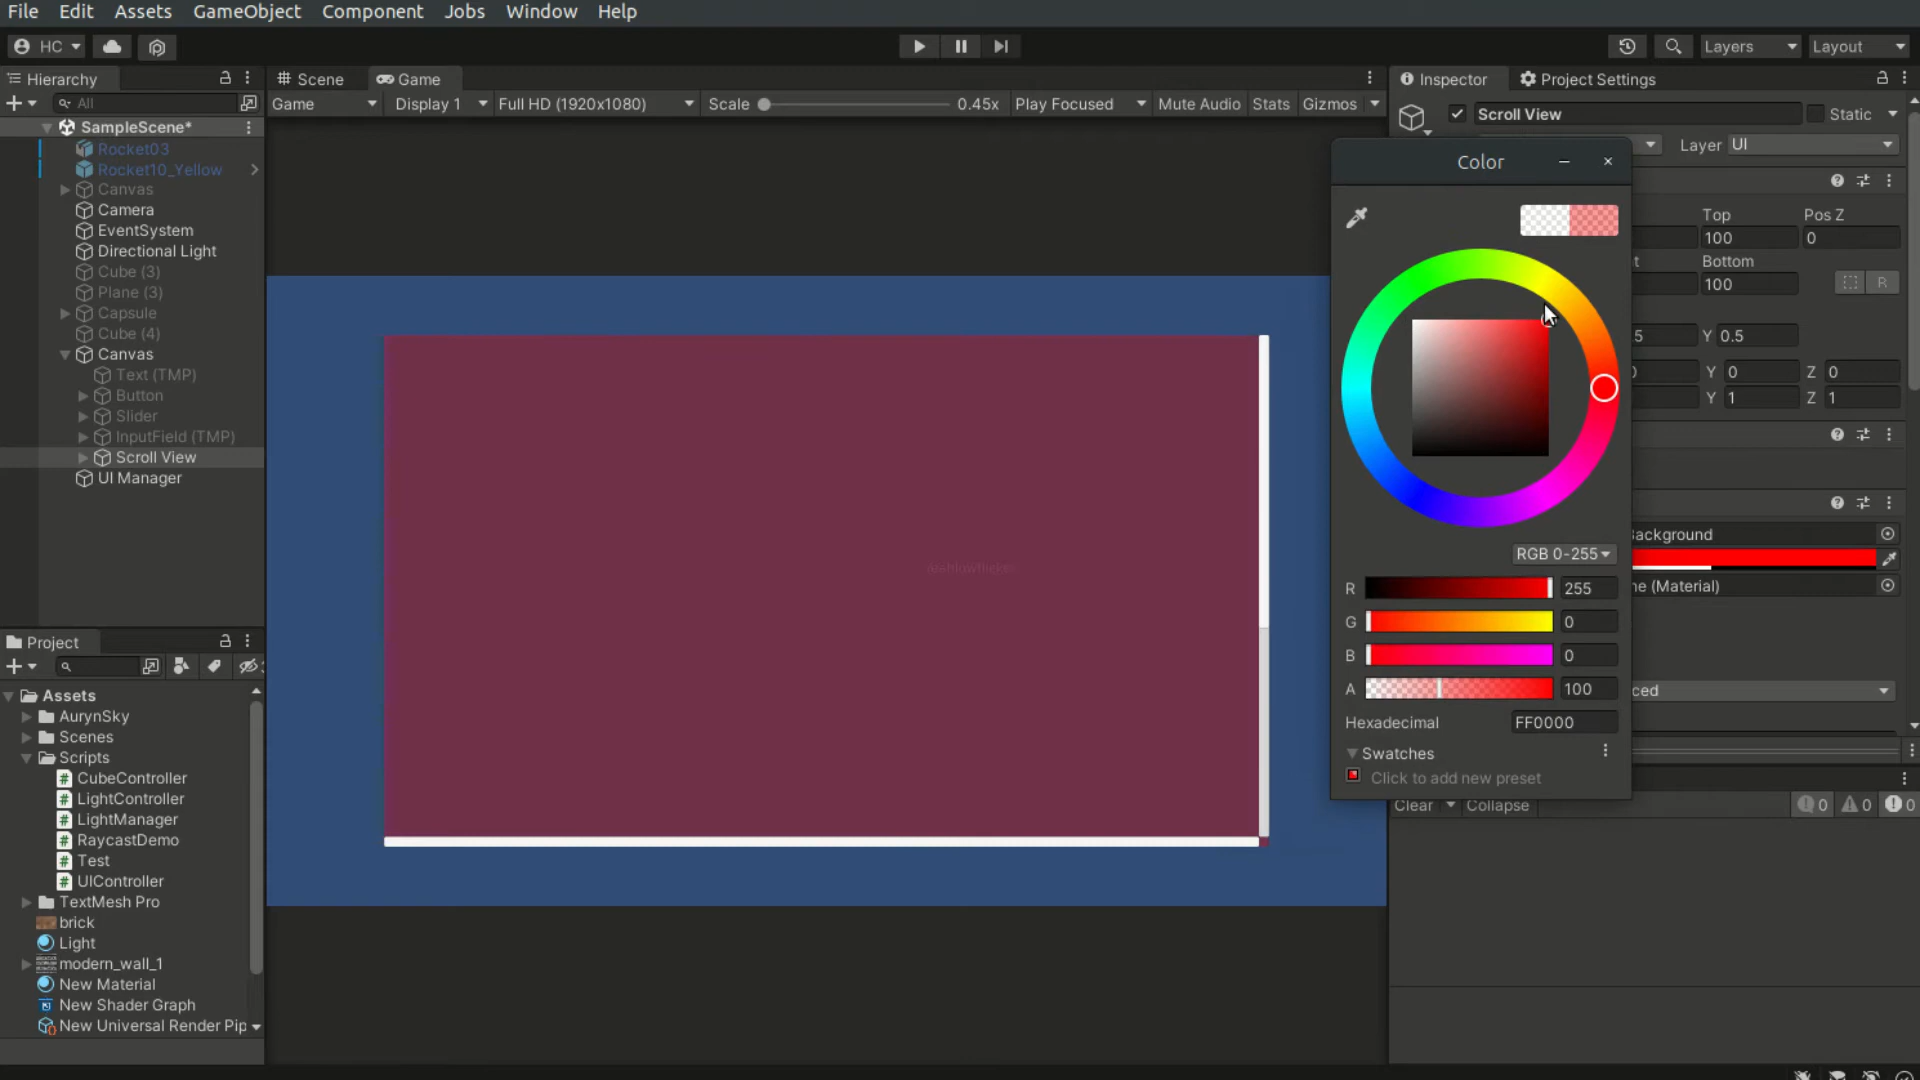 File Edit Assets GameObject Component Jobs Window Help
HC Layers Layout
Hierarchy Scene Game Inspector Project Settings
All Game Display 1 Full HD (1920x1080) Scale 0.45x Play Focused Mute Audio Stats Gizmos
Scroll View Static
SampleScene*
Rocket03
Rocket10_Yellow
Canvas
Camera
EventSystem
Directional Light
Cube (3)
Plane (3)
Capsule
Cube (4)
Canvas
Text (TMP)
Button
Slider
InputField (TMP)
Scroll View
UI Manager
Color
Layer UI
Top Pos Z
100 0
t Bottom
100 R
5 Y 0.5
0 Y 0 Z 0
Y 1 Z 1
RGB 0-255
R 255
G 0
B 0
A 100
Hexadecimal FF0000
Swatches
Click to add new preset
Background
ne (Material)
ced
Clear Collapse 0 0 0
Project
Assets
AurynSky
Scenes
Scripts
CubeController
LightController
LightManager
RaycastDemo
Test
UIController
TextMesh Pro
brick
Light
modern_wall_1
New Material
New Shader Graph
New Universal Render Pip